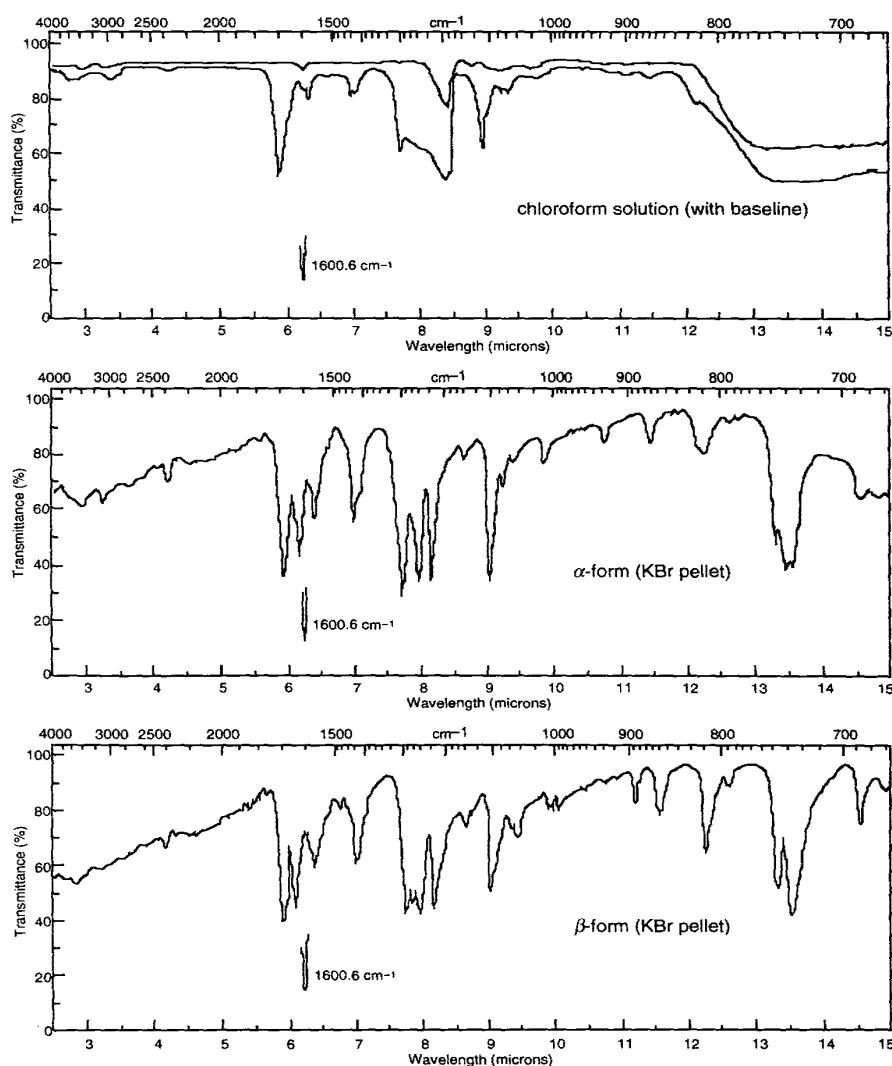 4000 3000 2500 2000 1500 cm⁻¹ 1000 900 800 700
100
80
60
40
20
0
Transmittance (%)
chloroform solution (with baseline)
1600.6 cm⁻¹
3 4 5 6 7 8 9 10 11 12 13 14 15
Wavelength (microns)
4000 3000 2500 2000 1500 cm⁻¹ 1000 900 800 700
100
80
60
40
20
0
Transmittance (%)
α-form (KBr pellet)
1600.6 cm⁻¹
3 4 5 6 7 8 9 10 11 12 13 14 15
Wavelength (microns)
4000 3000 2500 2000 1500 cm⁻¹ 1000 900 800 700
100
80
60
40
20
0
Transmittance (%)
β-form (KBr pellet)
1600.6 cm⁻¹
3 4 5 6 7 8 9 10 11 12 13 14 15
Wavelength (microns)